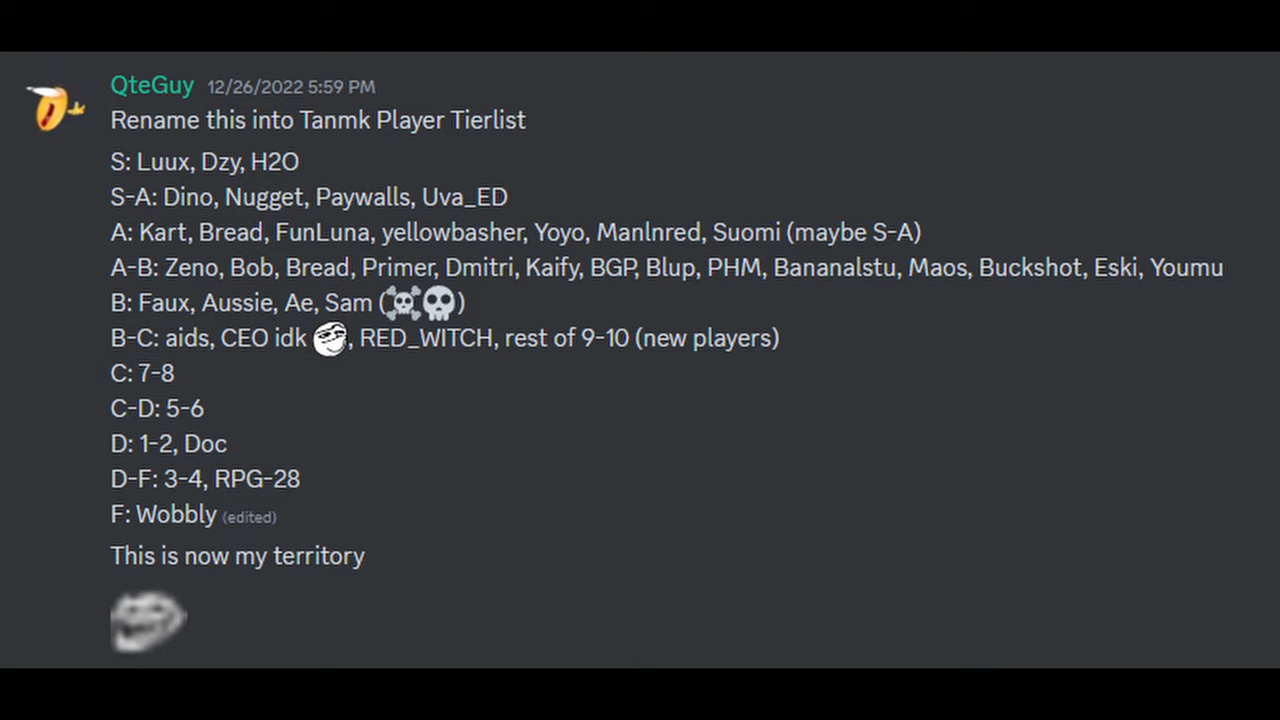 QteGuy 12/26/2022 5:59 PM
Rename this into Tanmk Player Tierlist
S: Luux, Dzy, H2O
S-A: Dino, Nugget, Paywalls, Uva_ED
A: Kart, Bread, FunLuna, yellowbasher, Yoyo, Manlnred, Suomi (maybe S-A)
A-B: Zeno, Bob, Bread, Primer, Dmitri, Kaify, BGP, Blup, PHM, Bananalstu, Maos, Buckshot, Eski, Youmu
B: Faux, Aussie, Ae, Sam (☠️💀)
B-C: aids, CEO idk , RED_WITCH, rest of 9-10 (new players)
C: 7-8
C-D: 5-6
D: 1-2, Doc
D-F: 3-4, RPG-28
F: Wobbly (edited)
This is now my territory